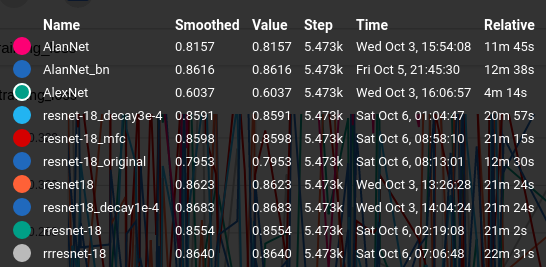 Name Smoothed Value Step Time Relative
AlanNet 0.8157 0.8157 5.473k Wed Oct 3, 15:54:08 11m 45s
AlanNet_bn 0.8616 0.8616 5.473k Fri Oct 5, 21:45:30 12m 38s
AlexNet 0.6037 0.6037 5.473k Wed Oct 3, 16:06:57 4m 14s
resnet-18_decay3e-4 0.8591 0.8591 5.473k Sat Oct 6, 01:04:47 20m 57s
resnet-18_mfc 0.8598 0.8598 5.473k Sat Oct 6, 08:58:10 21m 15s
resnet-18_original 0.7953 0.7953 5.473k Sat Oct 6, 08:13:01 12m 30s
resnet18 0.8623 0.8623 5.473k Wed Oct 3, 13:26:28 21m 24s
resnet18_decay1e-4 0.8683 0.8683 5.473k Wed Oct 3, 14:04:24 21m 24s
rresnet-18 0.8554 0.8554 5.473k Sat Oct 6, 02:19:08 21m 2s
rrresnet-18 0.8640 0.8640 5.473k Sat Oct 6, 07:06:48 22m 31s